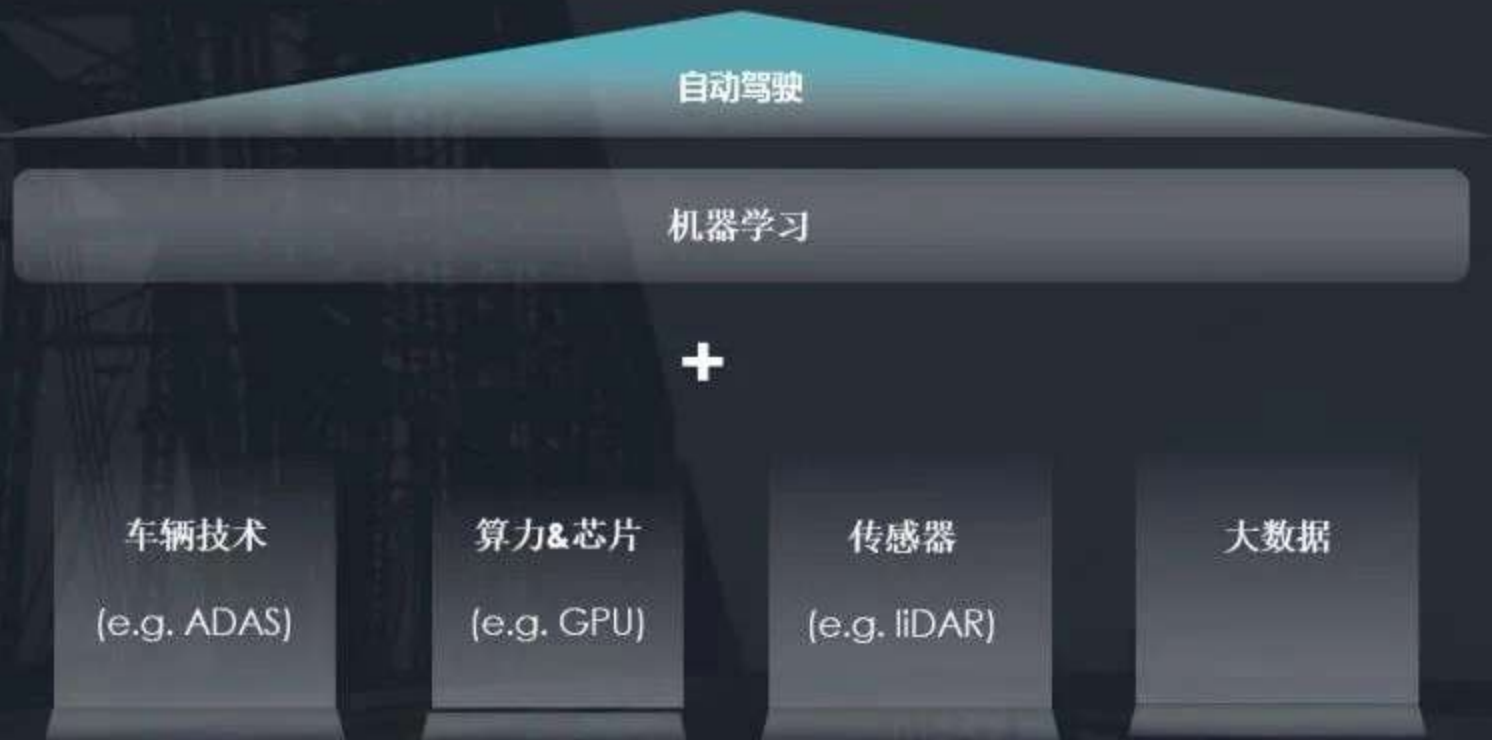 自动驾驶
机器学习
+
车辆技术
(e.g. ADAS)
算力&芯片
(e.g. GPU)
传感器
(e.g. liDAR)
大数据